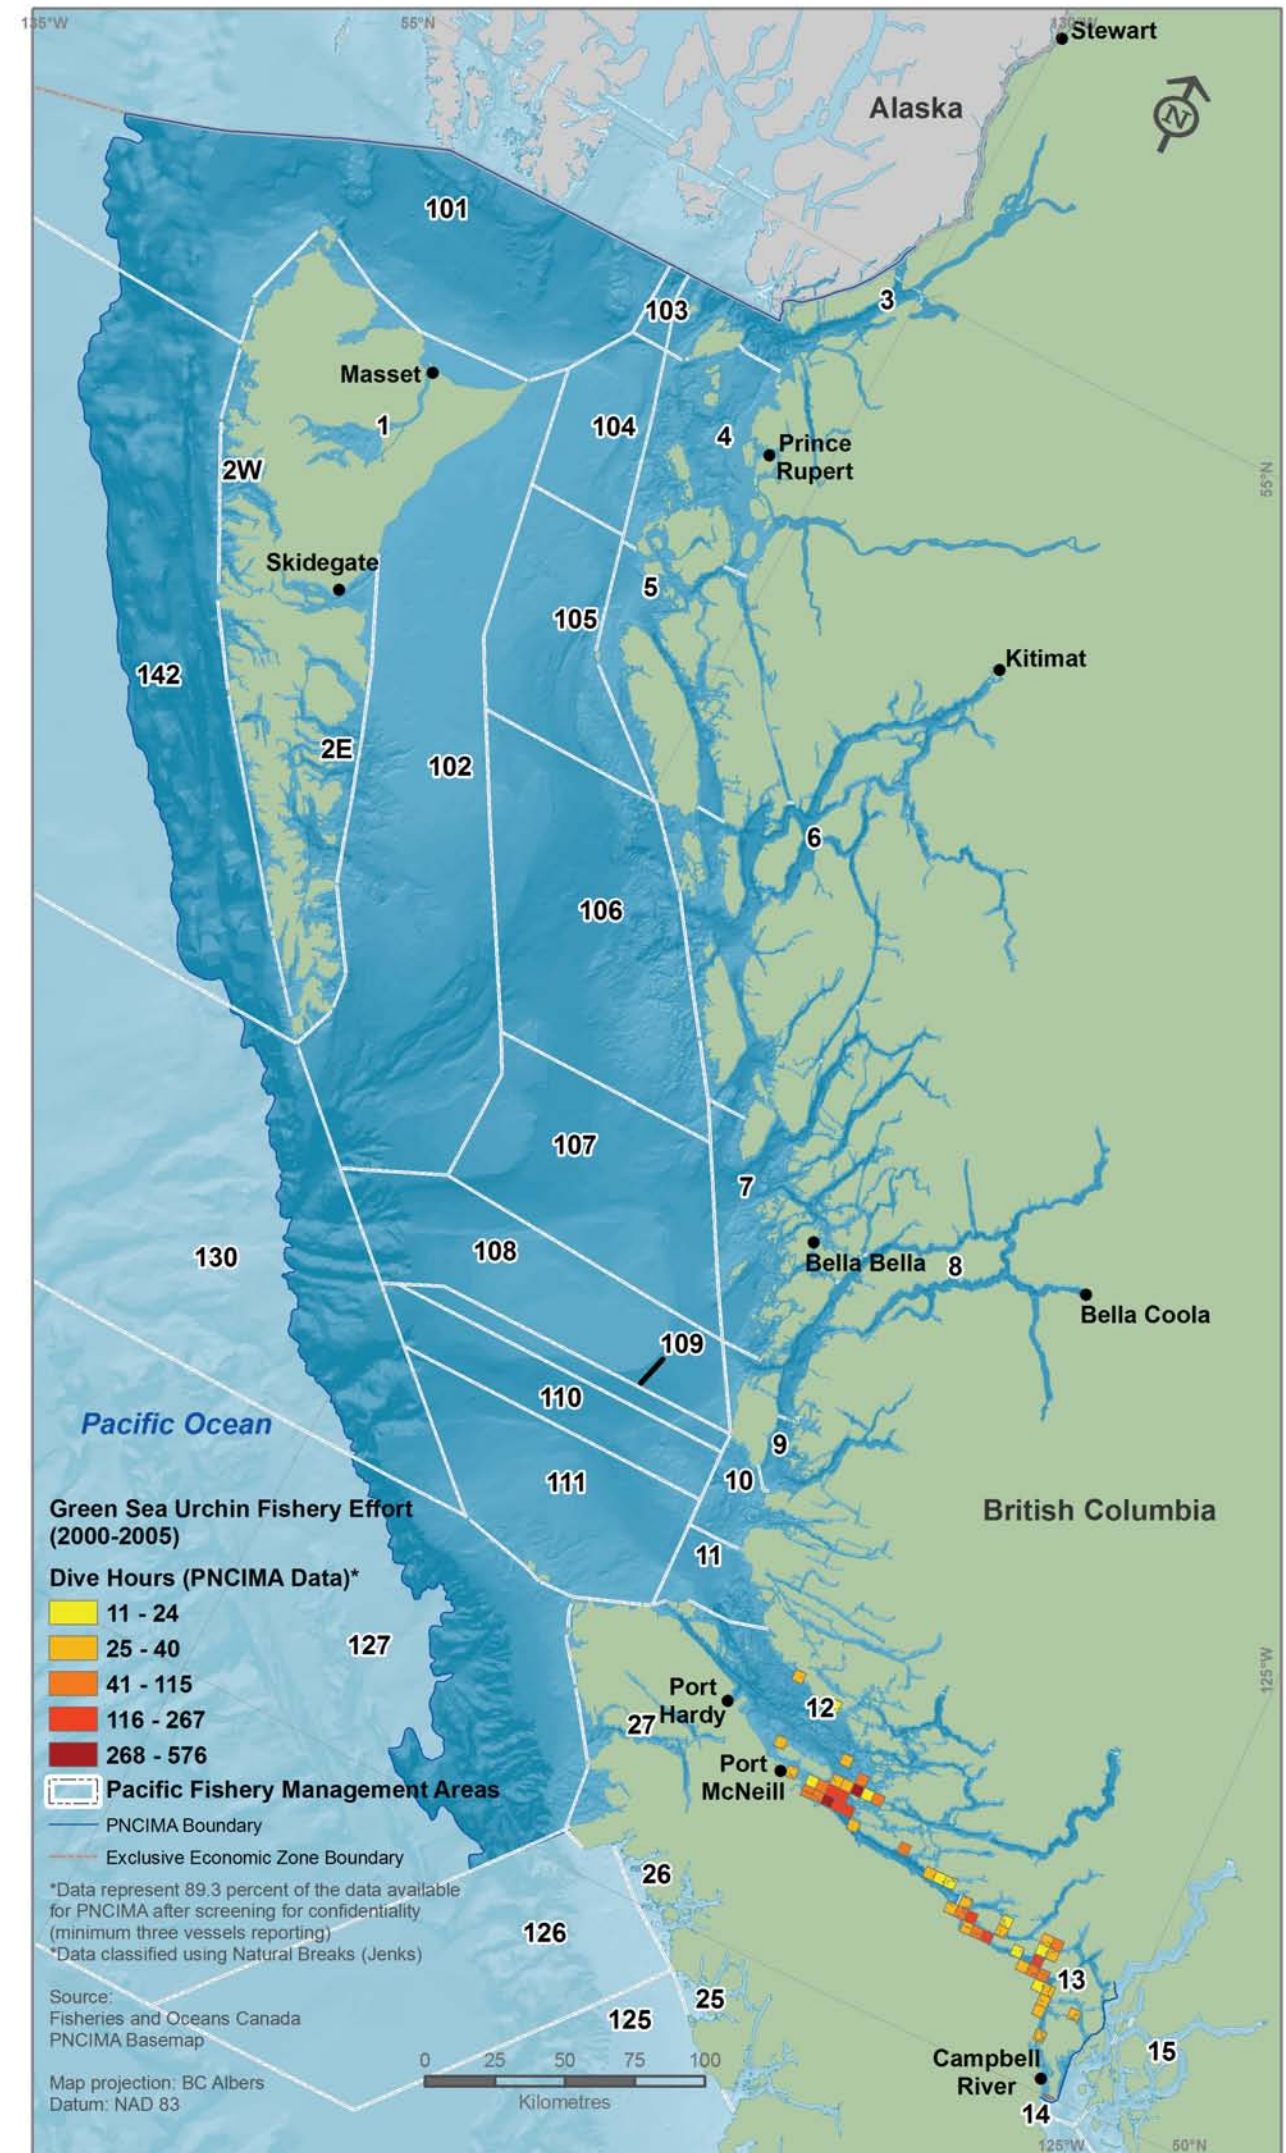 135°W
55°N
130°W
Stewart
Alaska
N
101
103
3
Masset
1
104
4
Prince
Rupert
2W
55°N
Skidegate
5
105
142
Kitimat
2E
102
6
106
107
7
130
108
Bella Bella
8
Bella Coola
109
110
Pacific Ocean
9
111
10
British Columbia
11
Green Sea Urchin Fishery Effort
(2000-2005)
Dive Hours (PNCIMA Data)*
11 - 24
25 - 40
41 - 115
116 - 267
268 - 576
Pacific Fishery Management Areas
PNCIMA Boundary
Exclusive Economic Zone Boundary
*Data represent 89.3 percent of the data available
for PNCIMA after screening for confidentiality
(minimum three vessels reporting)
*Data classified using Natural Breaks (Jenks)
Source:
Fisheries and Oceans Canada
PNCIMA Basemap
Map projection: BC Albers
Datum: NAD 83
127
125°W
Port
Hardy
12
27
Port
McNeill
26
126
13
25
125
15
0 25 50 75 100
Kilometres
Campbell
River
14
125°W
50°N